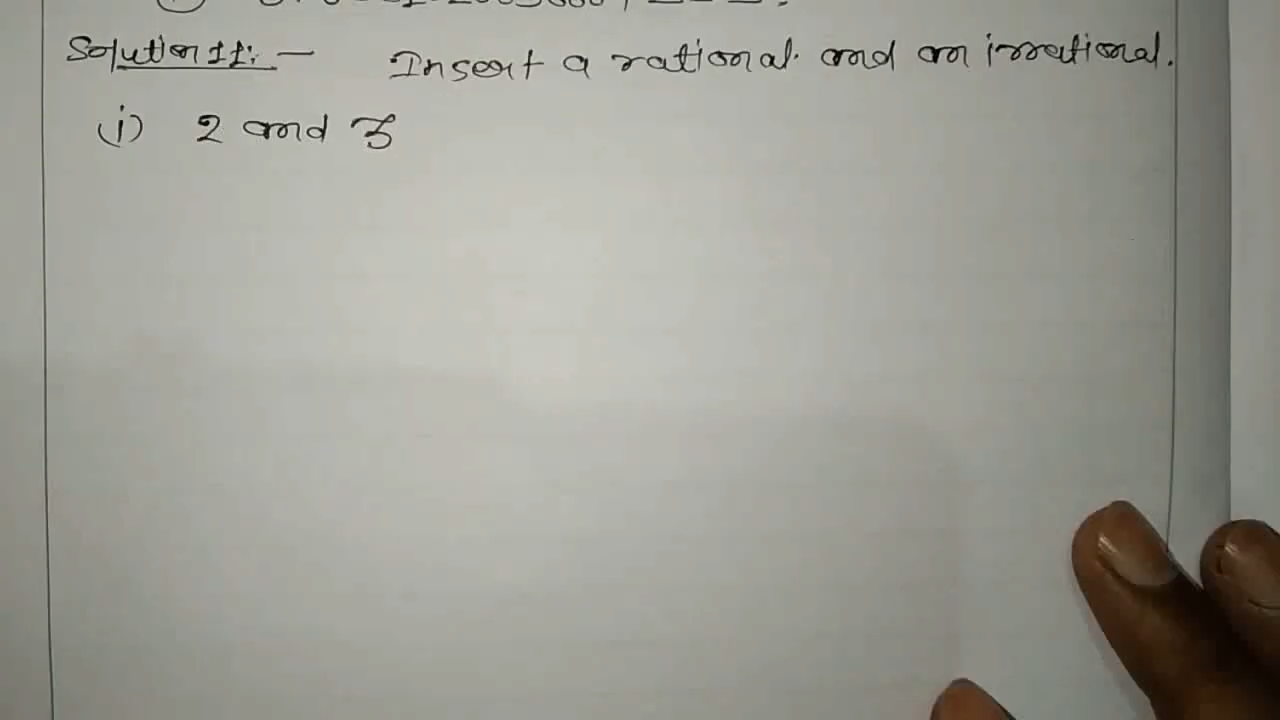 Solution 11:— Insert a rational. and an irrational.
(i) 2 and 3